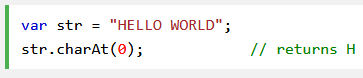 var str = "HELLO WORLD";
str.charAt(0);            // returns H